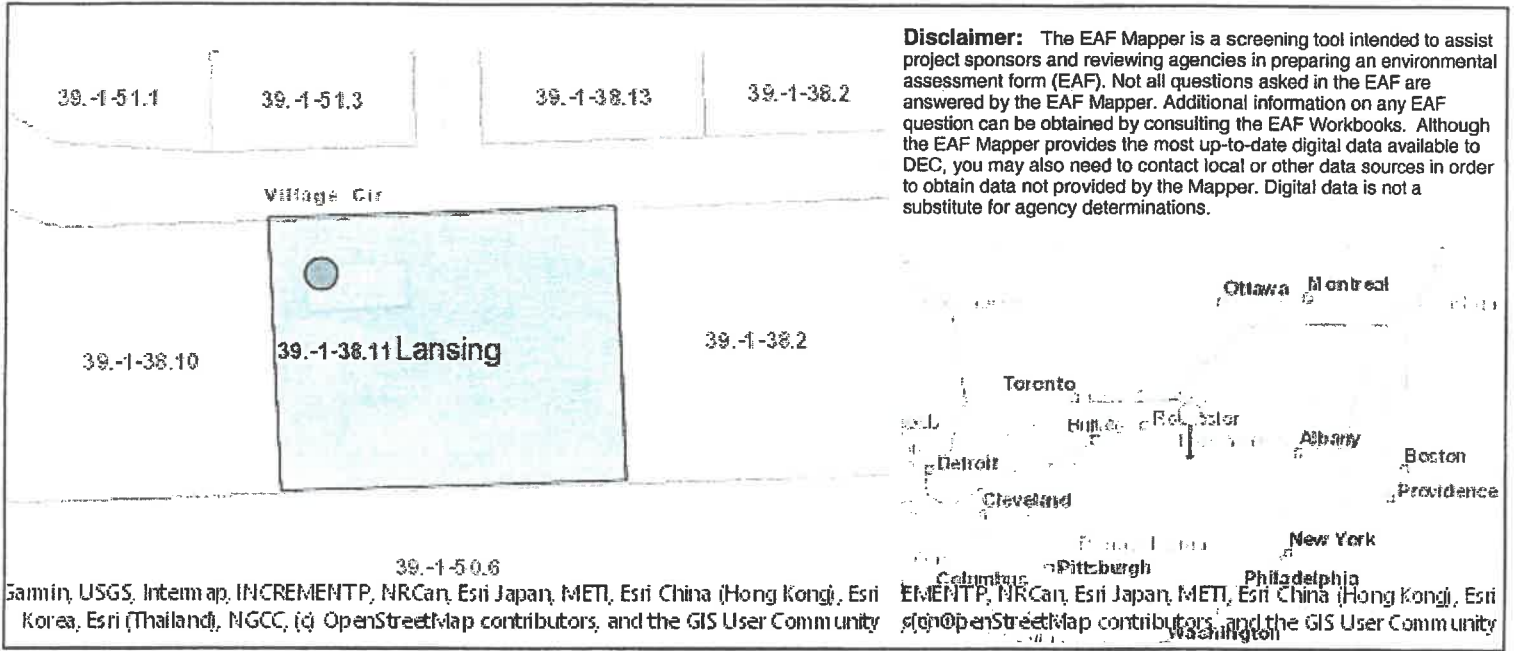 39.-1-51.1
39.-1-51.3
39.-1-38.13
39.-1-38.2
Village Cir
39.-1-38.10
39.-1-38.11 Lansing
39.-1-38.2
39.-1-50.6
Garmin, USGS, Intermap, INCREMENT P, NRCan, Esri Japan, METI, Esri China (Hong Kong), Esri
Korea, Esri (Thailand), NGCC, (c) OpenStreetMap contributors, and the GIS User Community
Disclaimer: The EAF Mapper is a screening tool intended to assist
project sponsors and reviewing agencies in preparing an environmental
assessment form (EAF). Not all questions asked in the EAF are
answered by the EAF Mapper. Additional information on any EAF
question can be obtained by consulting the EAF Workbooks. Although
the EAF Mapper provides the most up-to-date digital data available to
DEC, you may also need to contact local or other data sources in order
to obtain data not provided by the Mapper. Digital data is not a
substitute for agency determinations.
Ottawa
Montreal
Toronto
Albany
Detroit
Boston
Cleveland
Providence
New York
Pittsburgh
Columbus
Philadelphia
EMENT P, NRCan, Esri Japan, METI, Esri China (Hong Kong), Esri
OpenStreetMap contributors, and the GIS User Community
Washington